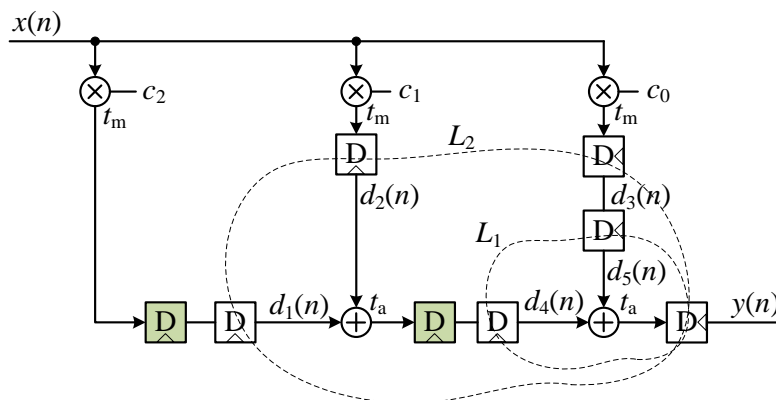 x(n)
c₂
c₁
c₀
tₘ
tₘ
tₘ
D
L₂
D
d₂(n)
d₃(n)
L₁
D
d₅(n)
D
D
d₁(n)
tₐ
D
D
d₄(n)
tₐ
D
y(n)